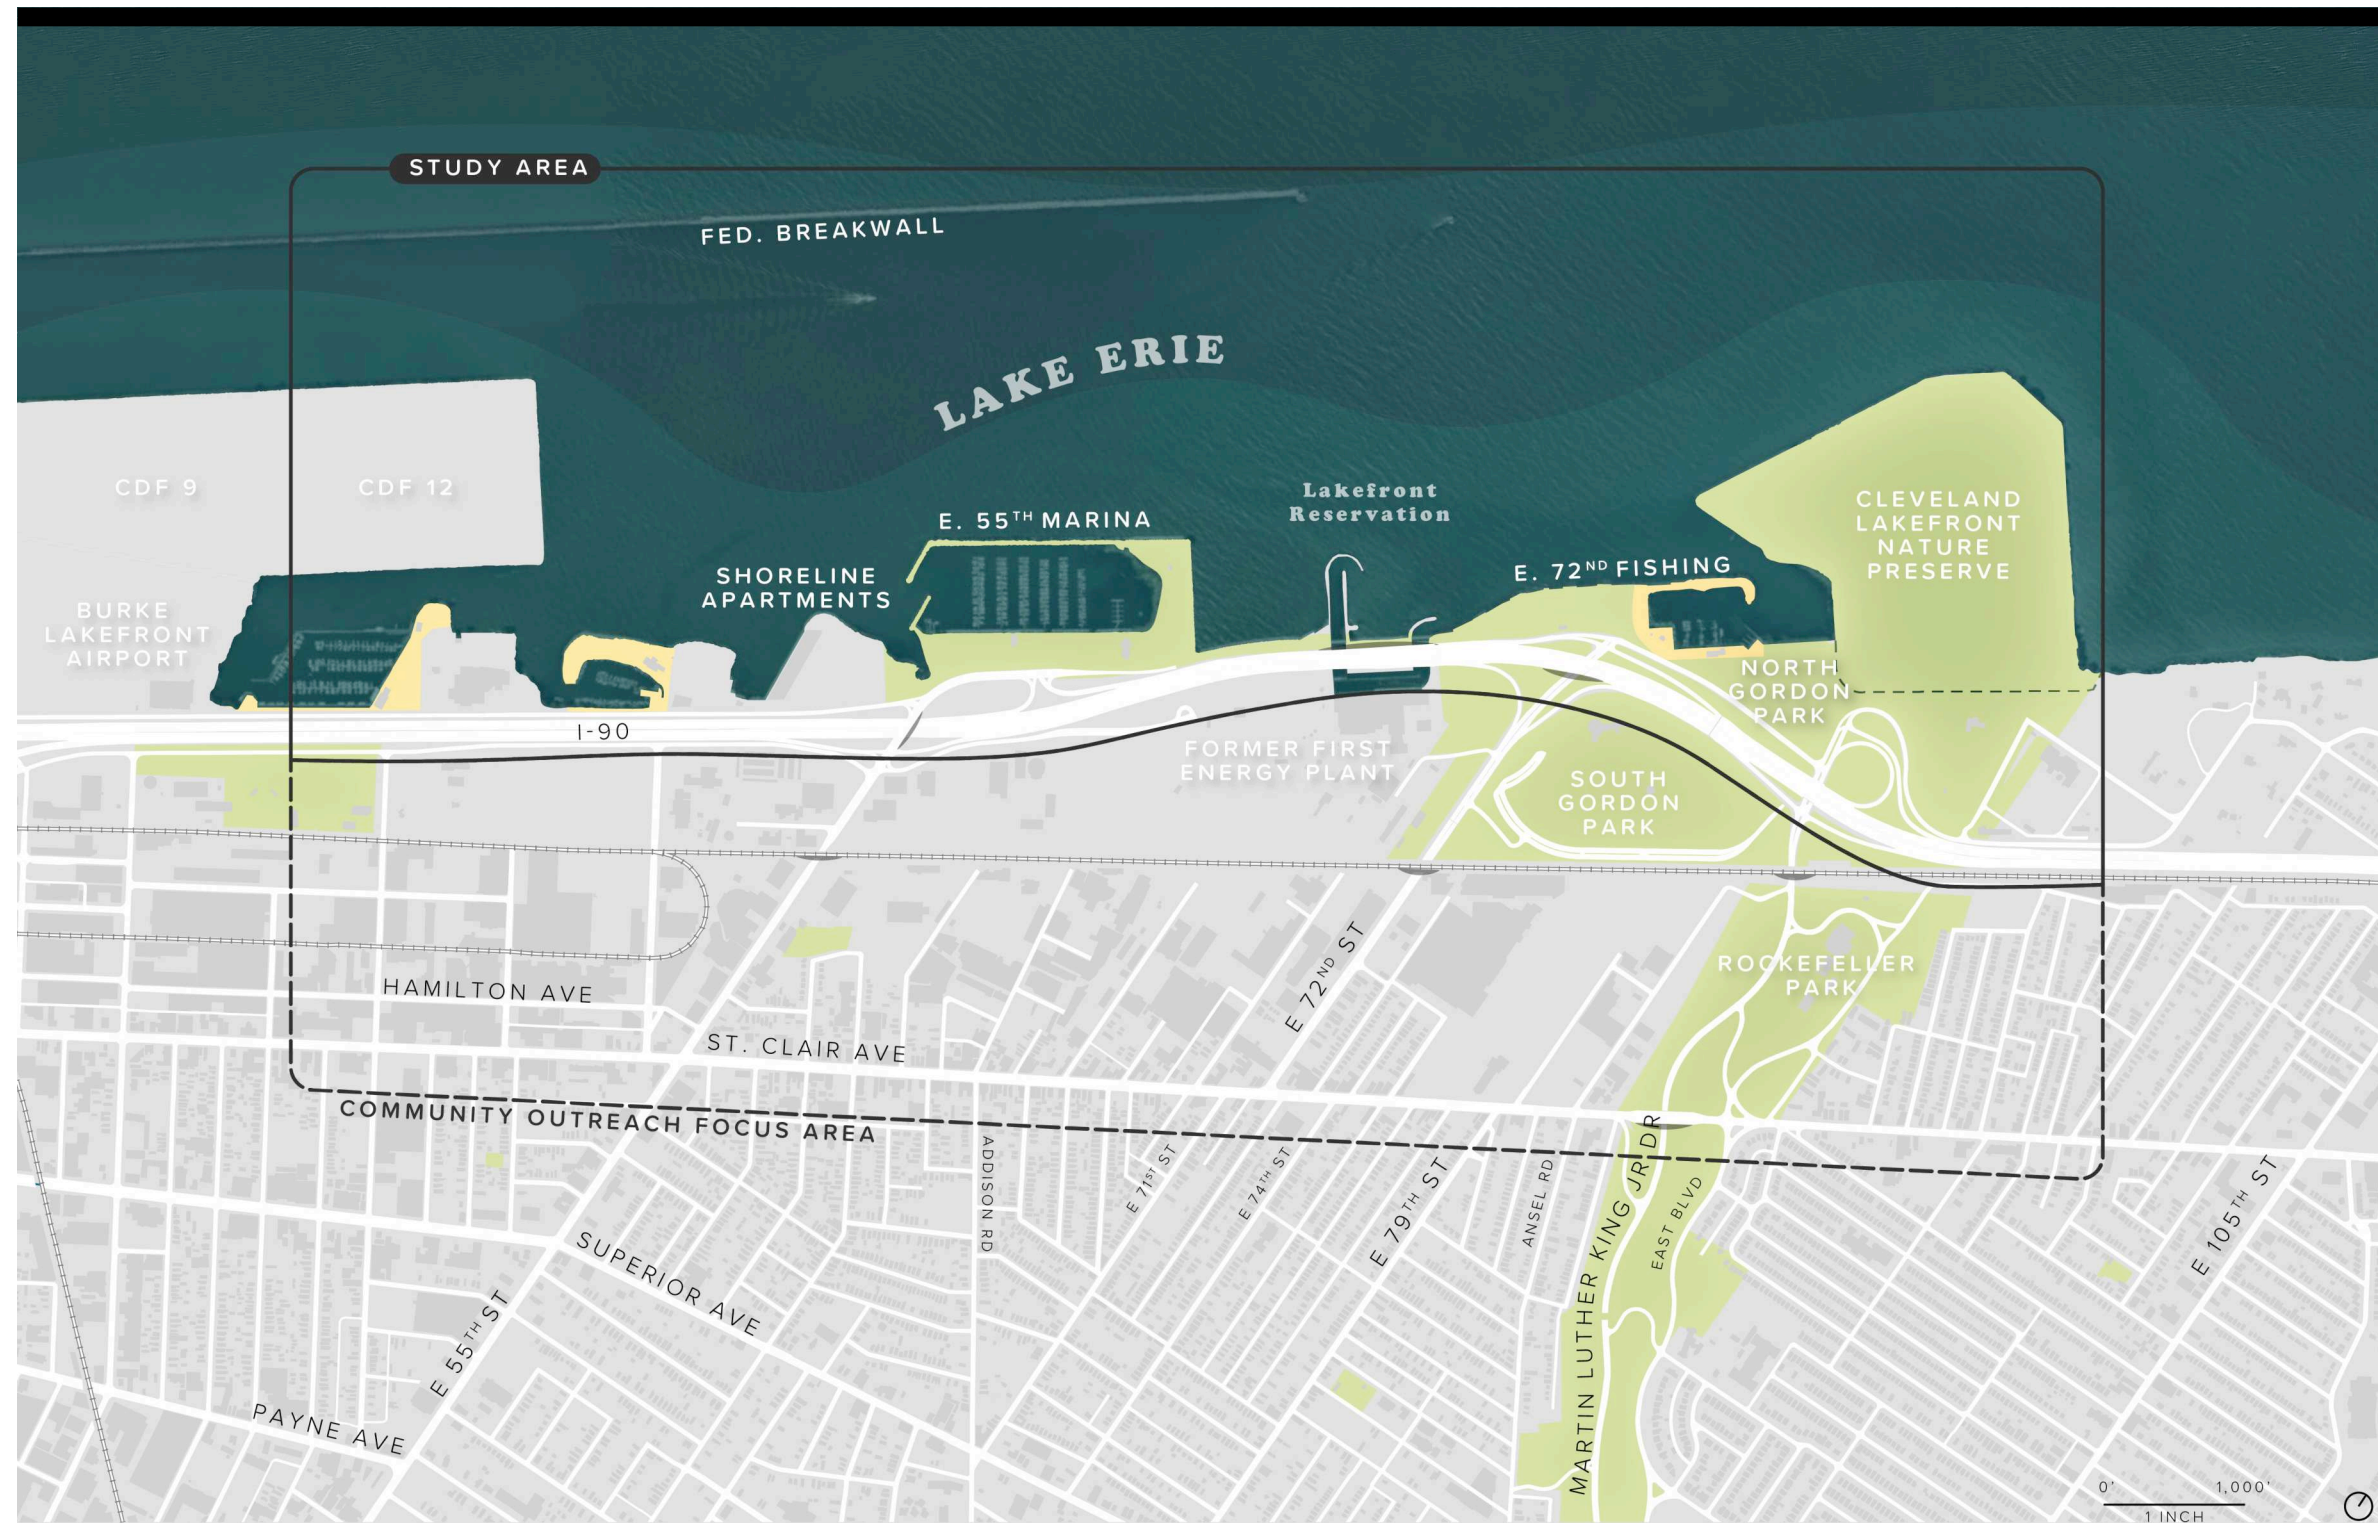 STUDY AREA
FED. BREAKWALL
LAKE ERIE
CDF 9
CDF 12
Lakefront
Reservation
CLEVELAND
LAKEFRONT
NATURE
PRESERVE
E. 55TH MARINA
E. 72ND FISHING
SHORELINE
APARTMENTS
BURKE
LAKEFRONT
AIRPORT
NORTH
GORDON
PARK
I-90
FORMER FIRST
ENERGY PLANT
SOUTH
GORDON
PARK
E 72ND ST
ROCKEFELLER
PARK
HAMILTON AVE
ST. CLAIR AVE
COMMUNITY OUTREACH FOCUS AREA
ADDISON RD
E 71ST ST
E 74TH ST
E 79TH ST
ANSEL RD
MARTIN LUTHER KING JR DR
EAST BLVD
E 105TH ST
SUPERIOR AVE
E 55TH ST
PAYNE AVE
0' 1,000'
1 INCH